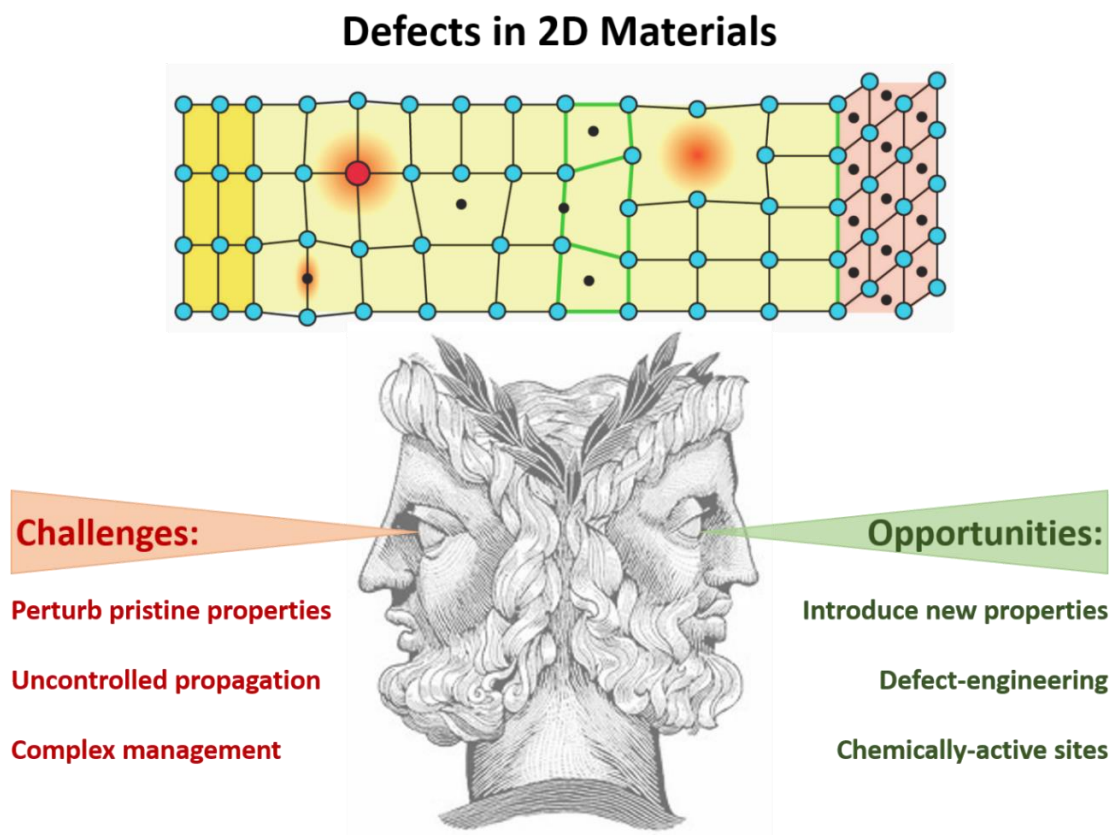 Defects in 2D Materials
Challenges:
Perturb pristine properties
Uncontrolled propagation
Complex management
Opportunities:
Introduce new properties
Defect-engineering
Chemically-active sites